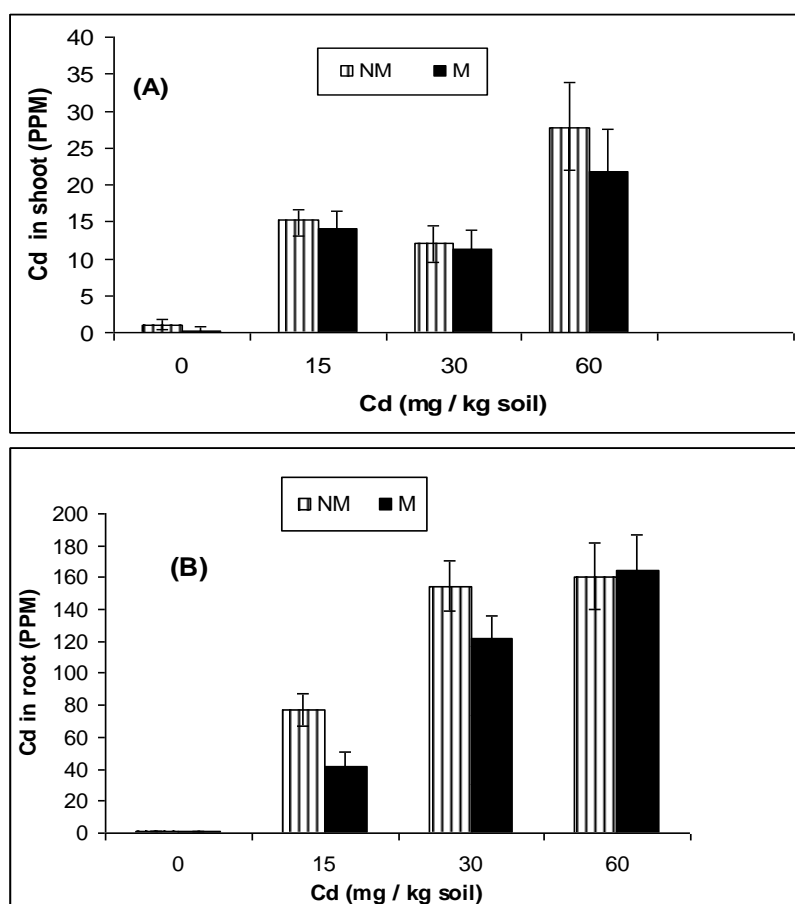 (A)
NM M
Cd in shoot (PPM)
40
35
30
25
20
15
10
5
0
0 15 30 60
Cd (mg / kg soil)
(B)
NM M
Cd in root (PPM)
200
180
160
140
120
100
80
60
40
20
0
0 15 30 60
Cd (mg / kg soil)